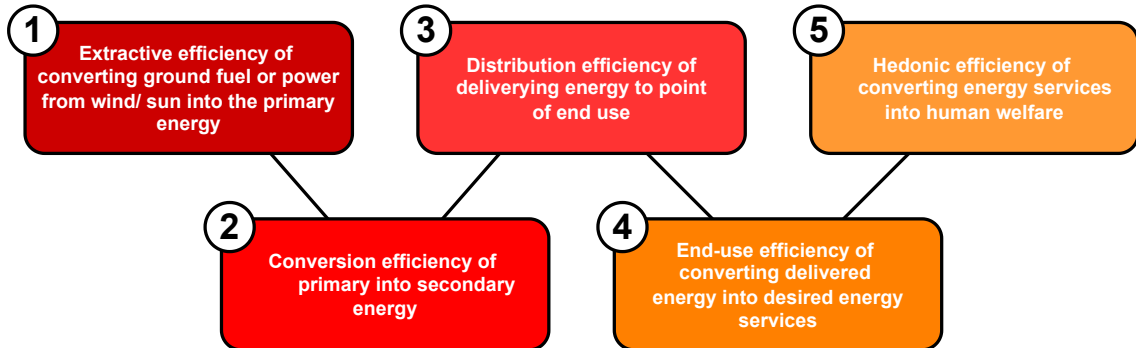 1
Extractive efficiency of
converting ground fuel or power
from wind/ sun into the primary
energy
2
Conversion efficiency of
primary into secondary
energy
3
Distribution efficiency of
deliverying energy to point
of end use
4
End-use efficiency of
converting delivered
energy into desired energy
services
5
Hedonic efficiency of
converting energy services
into human welfare